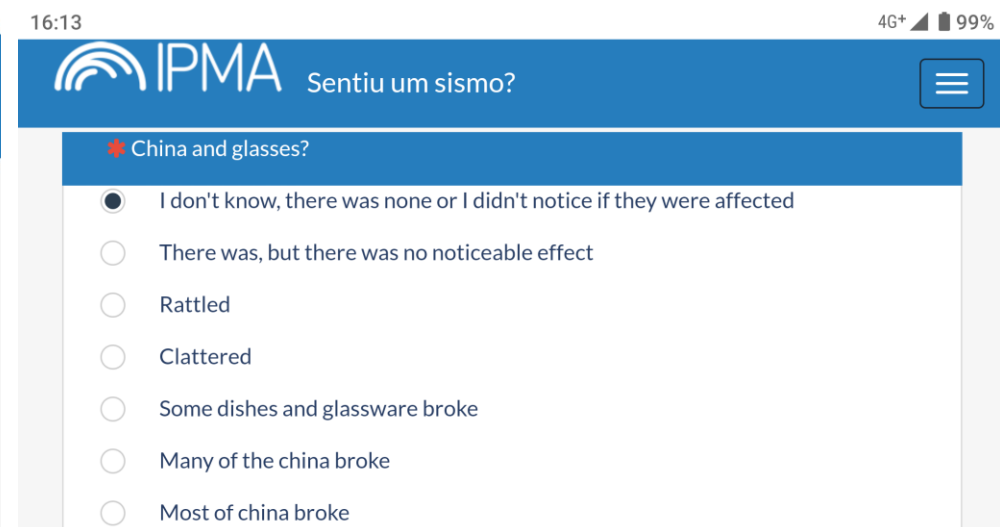 16:13
4G+ 99%
IPMA Sentiu um sismo?
* China and glasses?
I don't know, there was none or I didn't notice if they were affected
There was, but there was no noticeable effect
Rattled
Clattered
Some dishes and glassware broke
Many of the china broke
Most of china broke